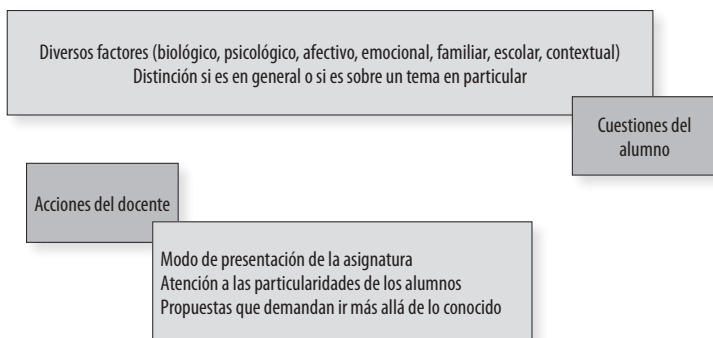 Diversos factores (biológico, psicológico, afectivo, emocional, familiar, escolar, contextual)
Distinción si es en general o si es sobre un tema en particular
Cuestiones del
alumno
Acciones del docente
Modo de presentación de la asignatura
Atención a las particularidades de los alumnos
Propuestas que demandan ir más allá de lo conocido